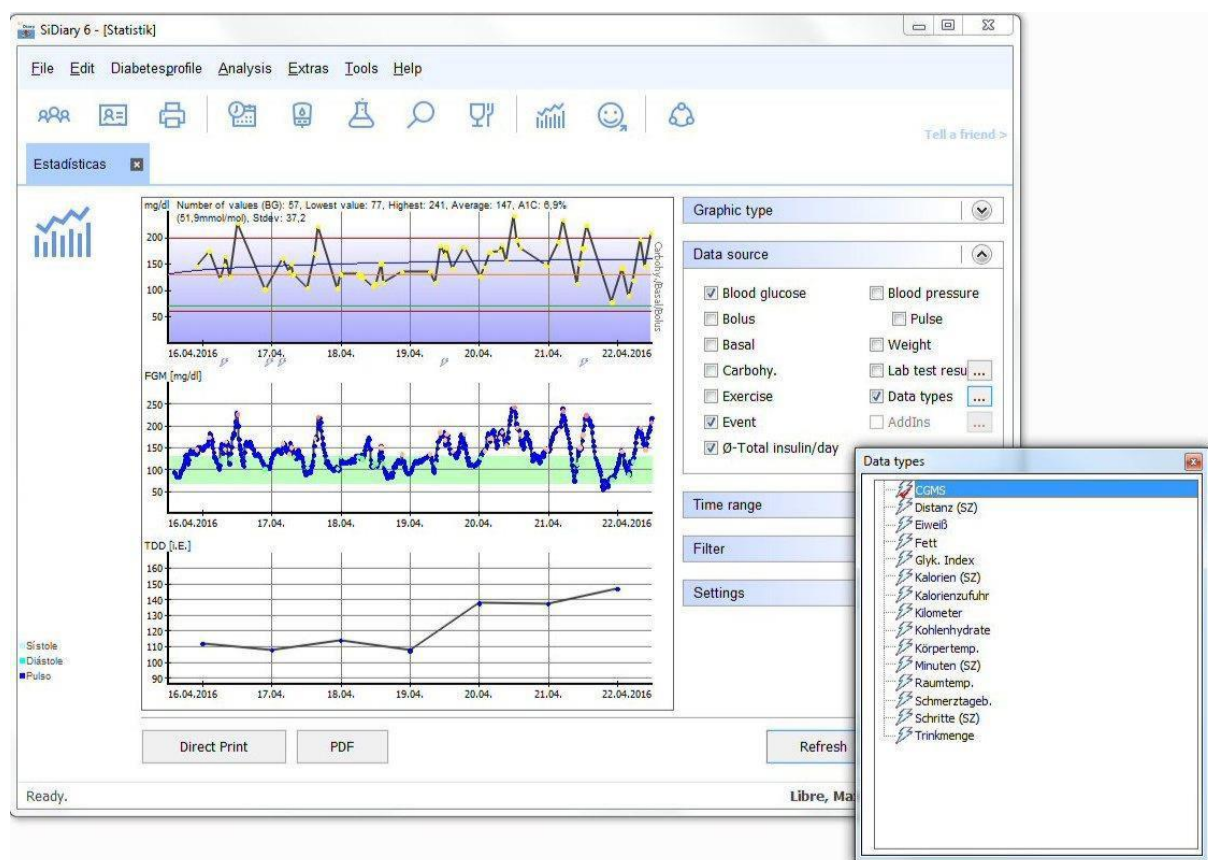 SiDiary 6 - [Statistik]
File Edit Diabetesprofile Analysis Extras Tools Help
Tell a friend >
Estadísticas
mg/dl Number of values (BG): 57, Lowest value: 77, Highest: 241, Average: 147, A1C: 6,9%
(51,9mmol/mol), Stdev: 37,2
200
150
100
50
Carbohy./Basal/Bolus
16.04.2016 17.04. 18.04. 19.04. 20.04. 21.04. 22.04.2016
FGM [mg/dl]
250
200
150
100
50
16.04.2016 17.04. 18.04. 19.04. 20.04. 21.04. 22.04.2016
TDD [i.E.]
160
150
140
130
120
110
100
90
16.04.2016 17.04. 18.04. 19.04. 20.04. 21.04. 22.04.2016
Sistole
Diástole
Pulso
Graphic type
Data source
Blood glucose Blood pressure
Bolus Pulse
Basal Weight
Carbohy. Lab test resu ...
Exercise Data types ...
Event AddIns ...
Ø-Total insulin/day
Time range
Filter
Settings
Data types
CGMS
Distanz (SZ)
Eiweiß
Fett
Glyk. Index
Kalorien (SZ)
Kalorienzufuhr
Kilometer
Kohlenhydrate
Körpertemp.
Minuten (SZ)
Raumtemp.
Schmerztageb.
Schritte (SZ)
Trinkmenge
Direct Print PDF Refresh
Ready. Libre, Ma